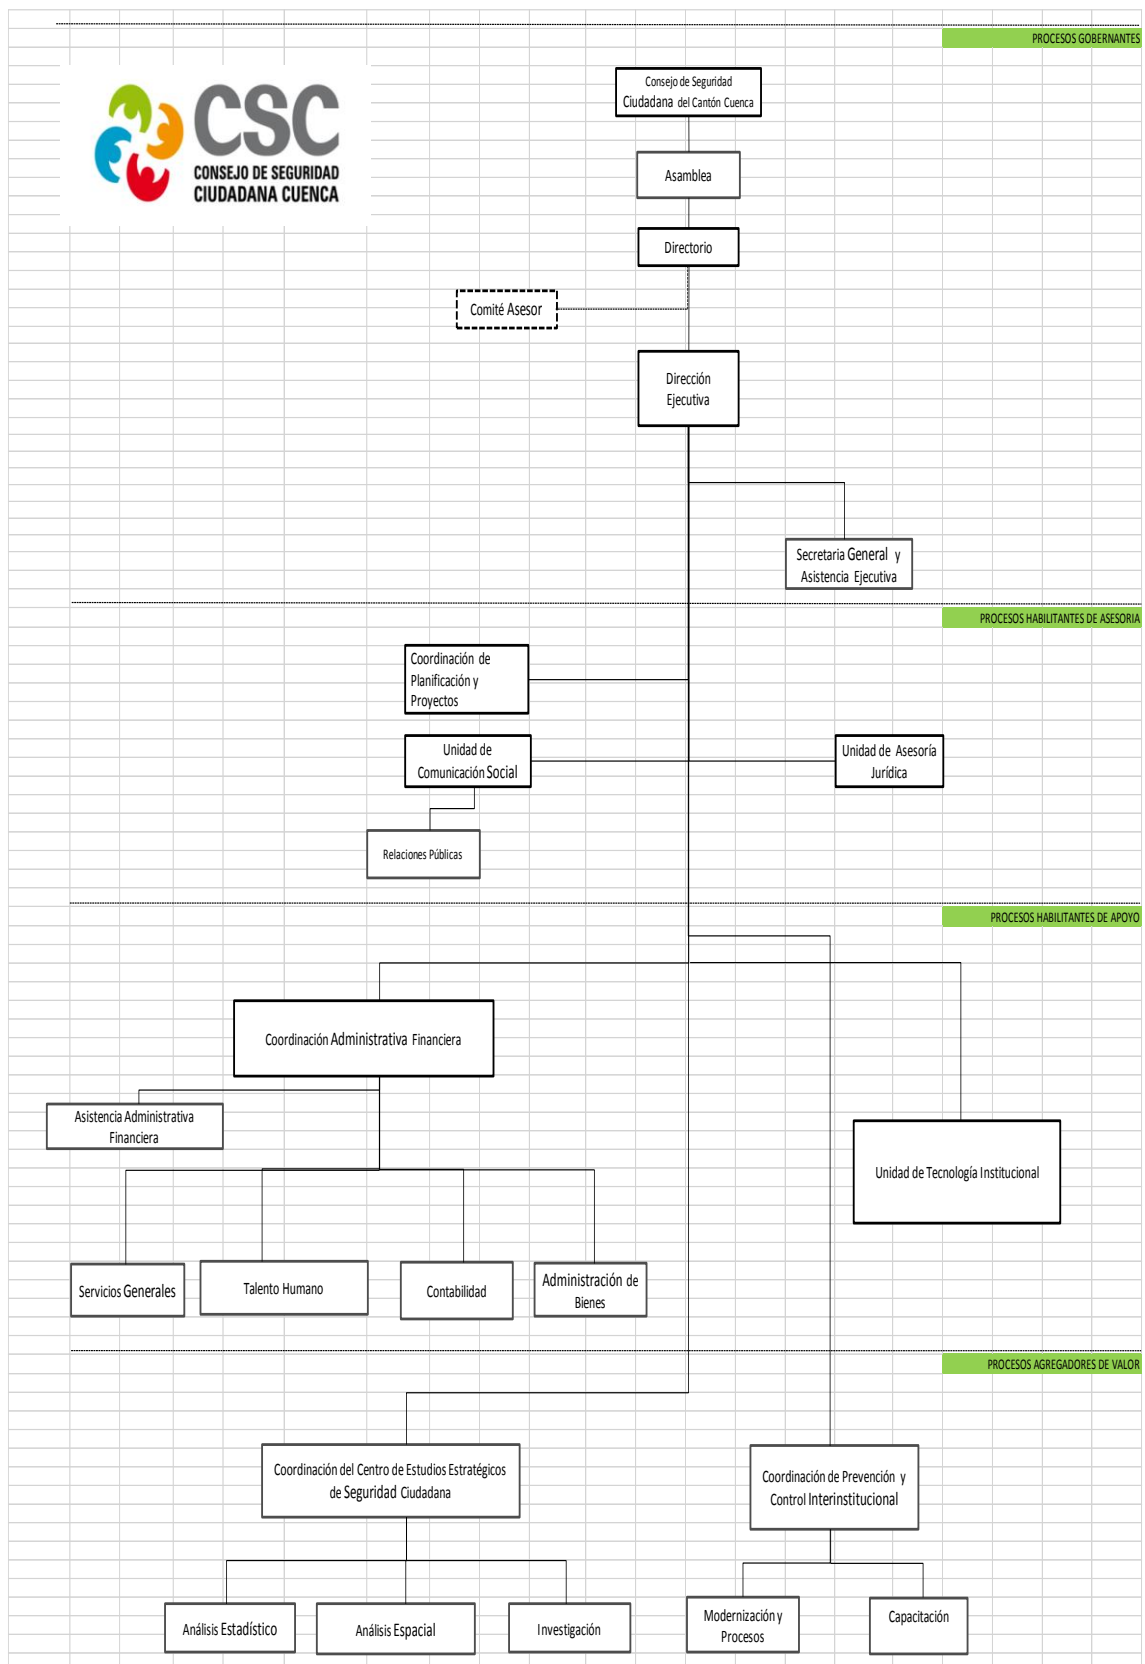 PROCESOS GOBERNANTES
CSC
CONSEJO DE SEGURIDAD
CIUDADANA CUENCA
Consejo de Seguridad
Ciudadana del Cantón Cuenca
Asamblea
Directorio
Comité Asesor
Dirección
Ejecutiva
Secretaria General y
Asistencia Ejecutiva
PROCESOS HABILITANTES DE ASESORIA
Coordinación de
Planificación y
Proyectos
Unidad de
Comunicación Social
Unidad de Asesoría
Jurídica
Relaciones Públicas
PROCESOS HABILITANTES DE APOYO
Coordinación Administrativa Financiera
Asistencia Administrativa
Financiera
Unidad de Tecnología Institucional
Servicios Generales
Talento Humano
Contabilidad
Administración de
Bienes
PROCESOS AGREGADORES DE VALOR
Coordinación del Centro de Estudios Estratégicos
de Seguridad Ciudadana
Coordinación de Prevención y
Control Interinstitucional
Análisis Estadístico
Análisis Espacial
Investigación
Modernización y
Procesos
Capacitación